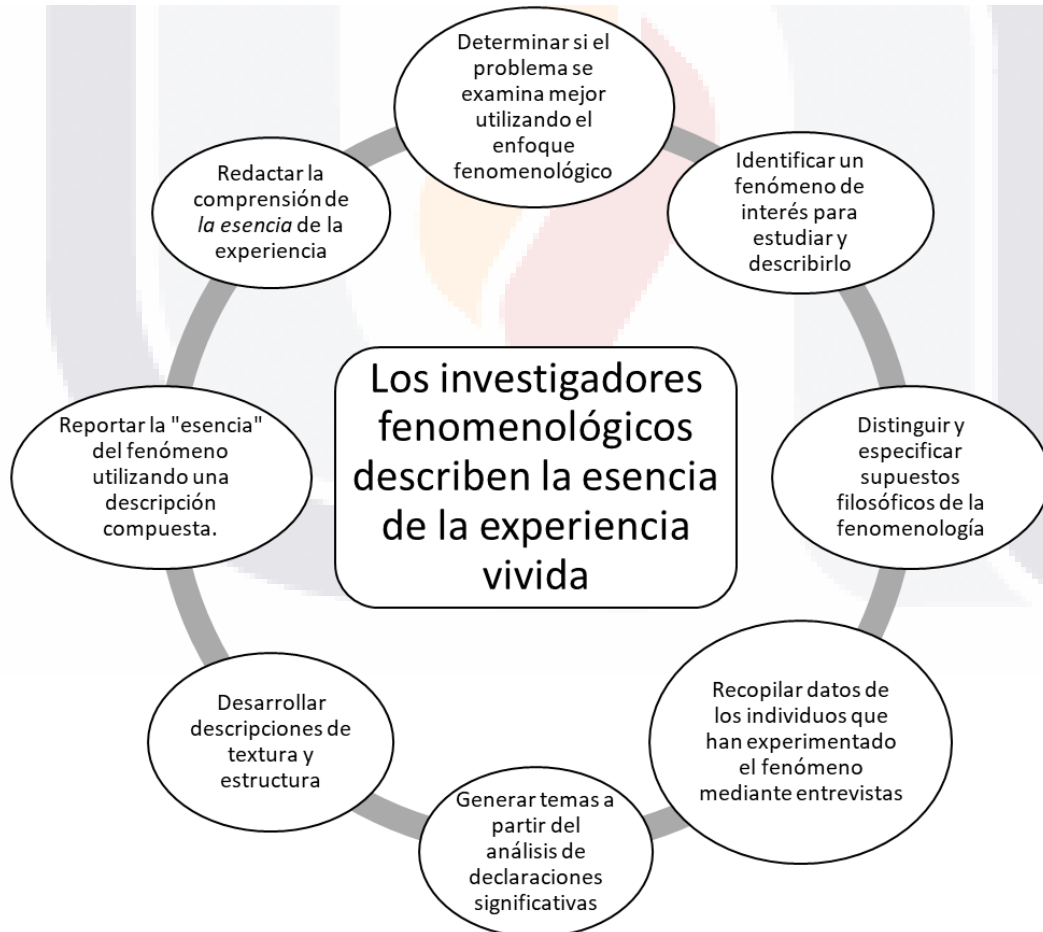 Determinar si el
problema se
examina mejor
utilizando el
enfoque
fenomenológico
Identificar un
fenómeno de
interés para
estudiar y
describirlo
Distinguir y
especificar
supuestos
filosóficos de la
fenomenología
Recopilar datos de
los individuos que
han experimentado
el fenómeno
mediante entrevistas
Generar temas a
partir del
análisis de
declaraciones
significativas
Desarrollar
descripciones de
textura y
estructura
Reportar la "esencia"
del fenómeno
utilizando una
descripción
compuesta.
Redactar la
comprensión de
la esencia de la
experiencia
Los investigadores
fenomenológicos
describen la esencia
de la experiencia
vivida